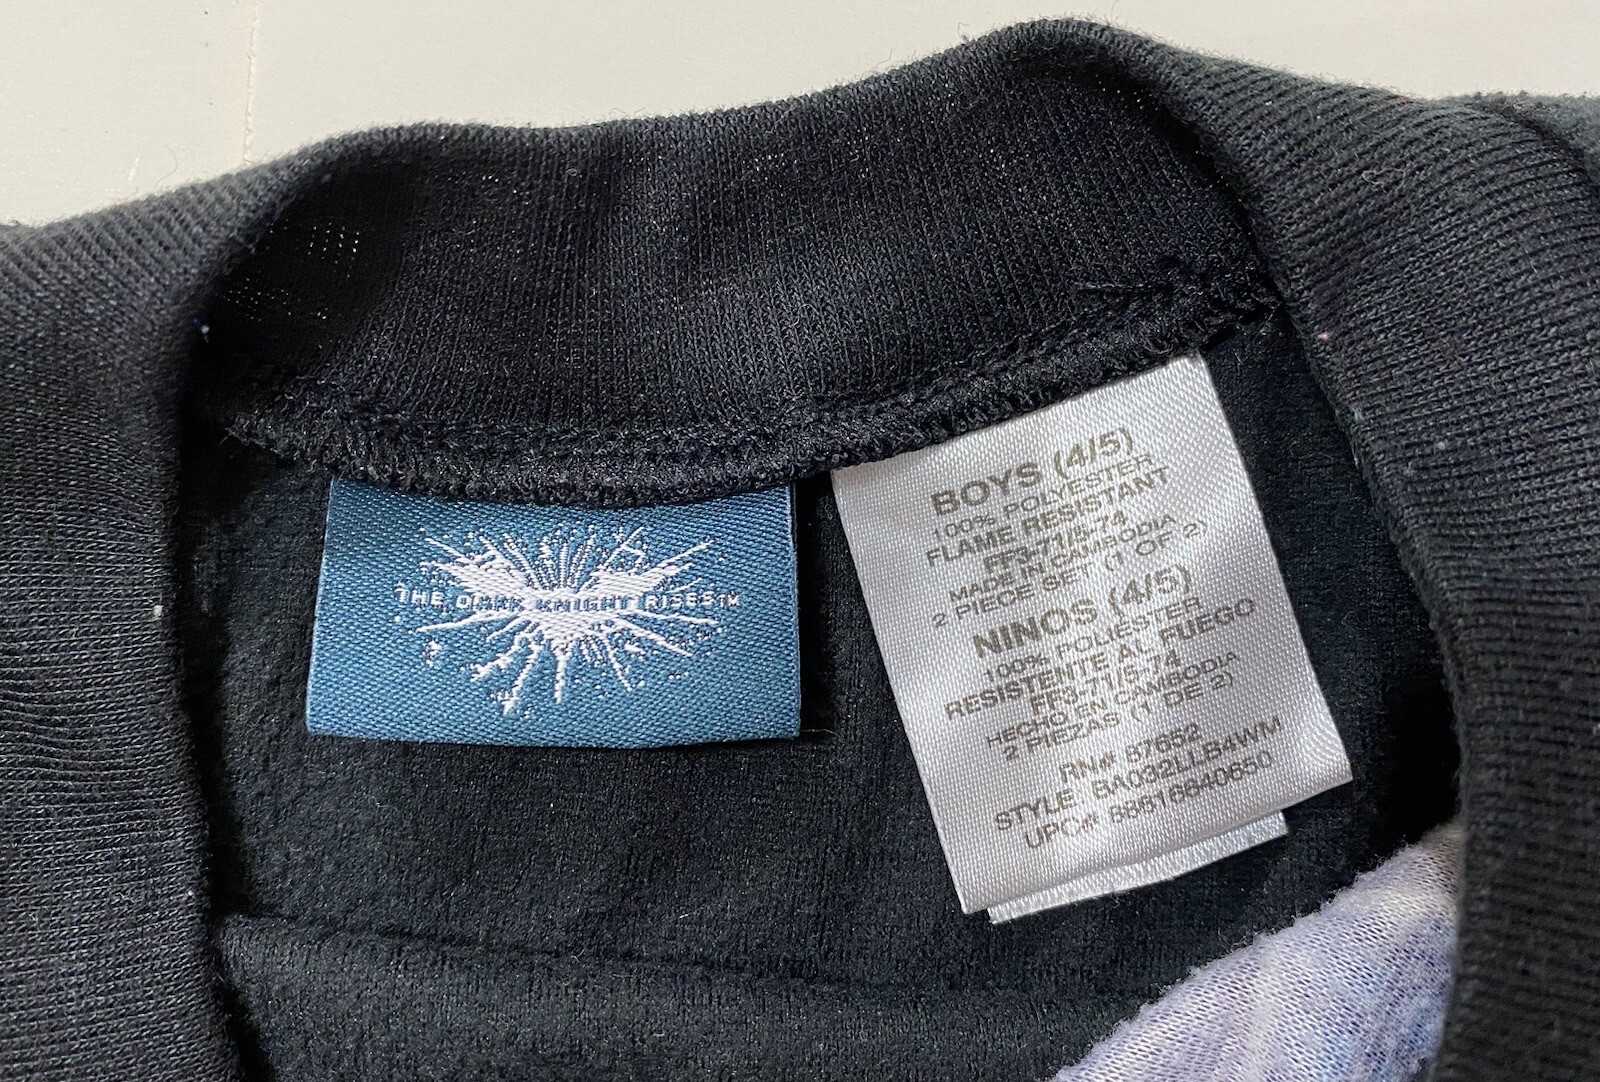 THE DARK KNIGHT RISES™
BOYS (4/5)
100% POLYESTER
FLAME RESISTANT
FF3-71/5-74
MADE IN CAMBODIA
2 PIECE SET (1 OF 2)
NINOS (4/5)
100% POLIESTER
RESISTENTE AL FUEGO
FF3-71/5-74
HECHO EN CAMBODIA
2 PIEZAS (1 DE 2)
RN# 87652
STYLE: BA032LLB4WM
UPC#